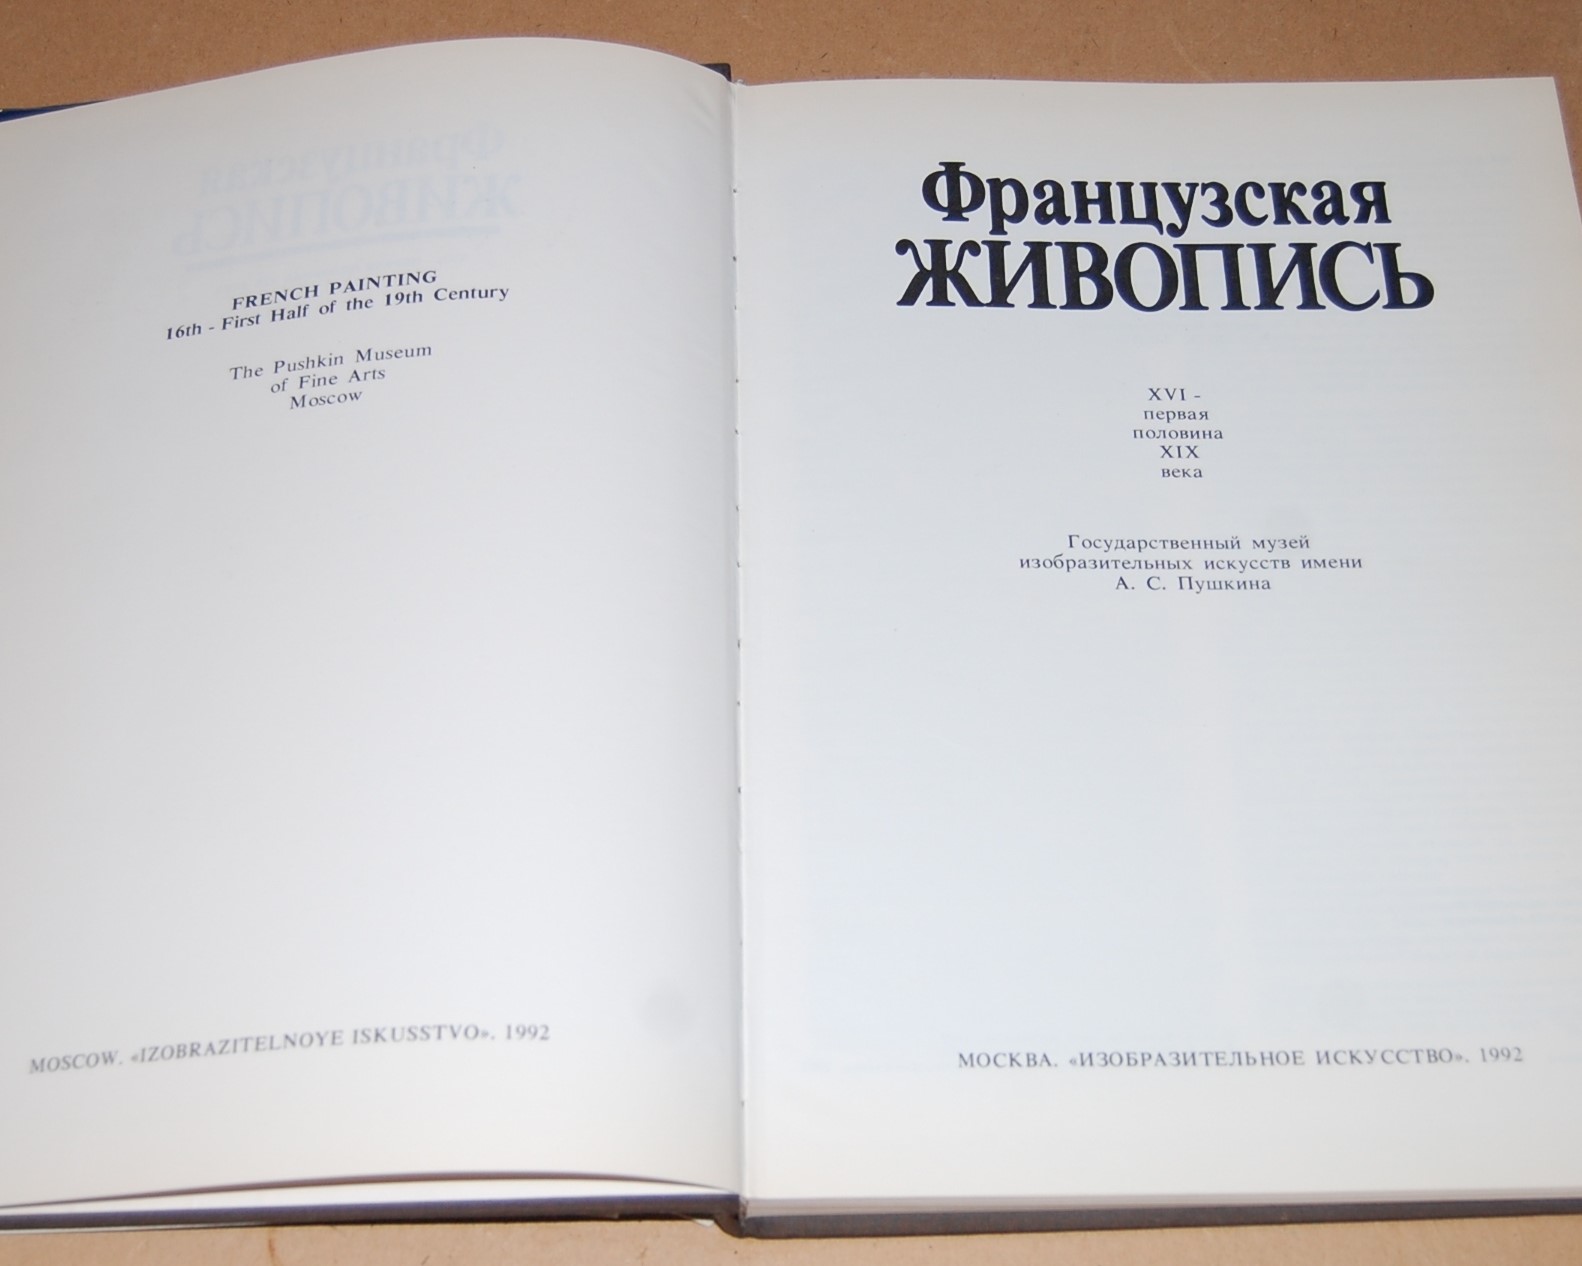 FRENCH PAINTING
16th - First Half of the 19th Century
The Pushkin Museum
of Fine Arts
Moscow
MOSCOW. «IZOBRAZITELNOYE ISKUSSTVO». 1992
Французская
ЖИВОПИСЬ
XVI -
первая
половина
XIX
века
Государственный музей
изобразительных искусств имени
А. С. Пушкина
МОСКВА. «ИЗОБРАЗИТЕЛЬНОЕ ИСКУССТВО». 1992